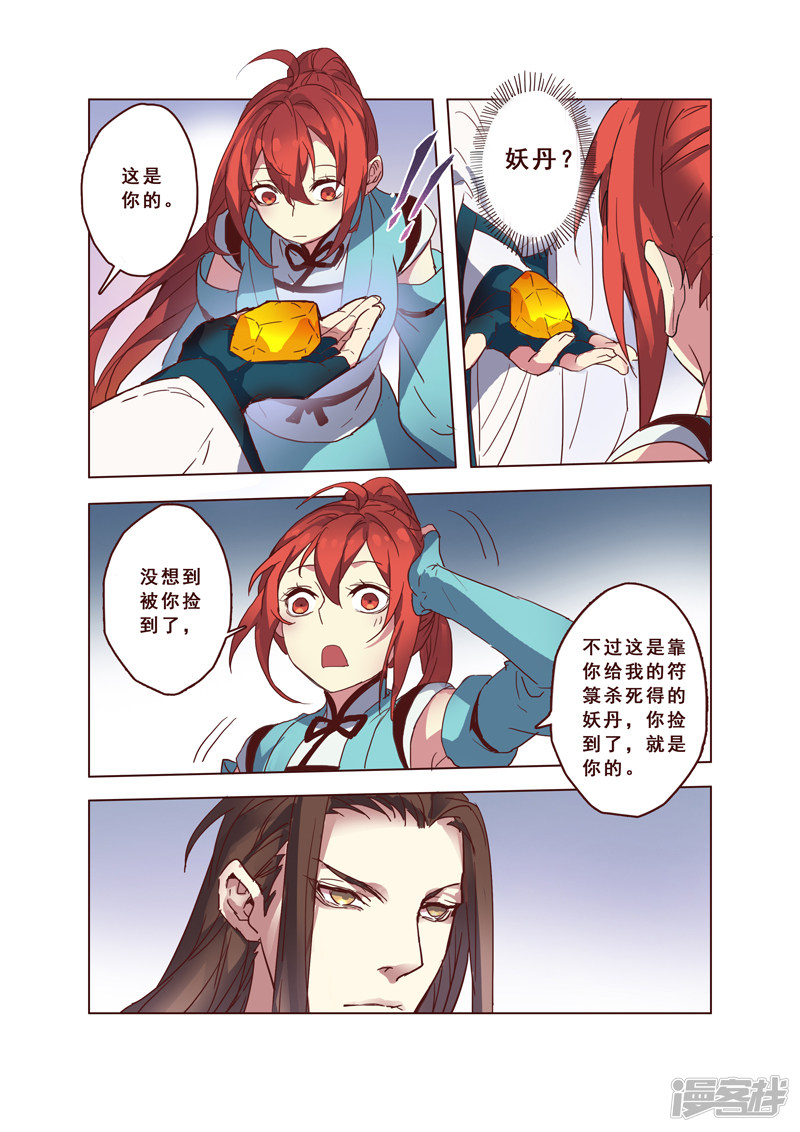 这是
你的。
妖丹？
没想到
被你捡
到了，
不过这是靠
你给我的符
箓杀死得的
妖丹，你捡
到了，就是
你的。
漫客栈